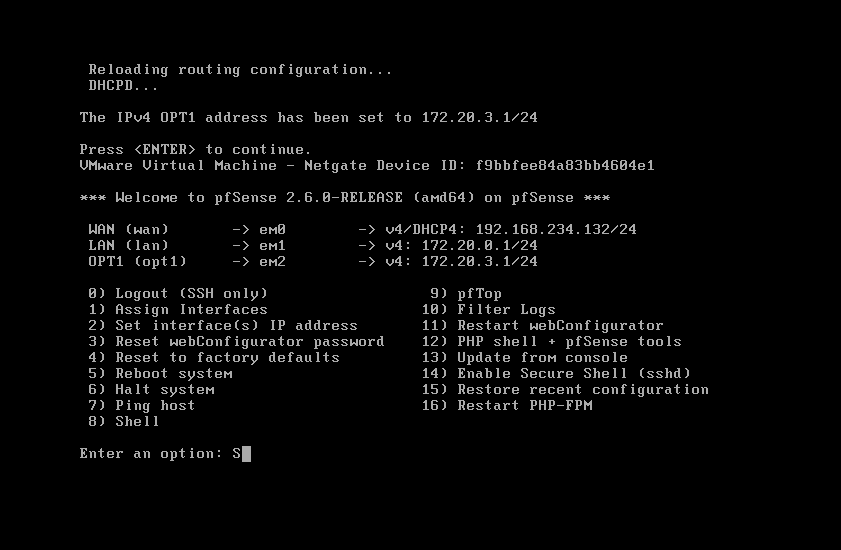 Reloading routing configuration...
DHCPD...
The IPv4 OPT1 address has been set to 172.20.3.1/24
Press <ENTER> to continue.
VMware Virtual Machine - Netgate Device ID: f9bbfee84a83bb4604e1
*** Welcome to pfSense 2.6.0-RELEASE (amd64) on pfSense ***
WAN (wan)       -> em0        -> v4/DHCP4: 192.168.234.132/24
LAN (lan)       -> em1        -> v4: 172.20.0.1/24
OPT1 (opt1)     -> em2        -> v4: 172.20.3.1/24
0) Logout (SSH only)                  9) pfTop
1) Assign Interfaces                 10) Filter Logs
2) Set interface(s) IP address       11) Restart webConfigurator
3) Reset webConfigurator password    12) PHP shell + pfSense tools
4) Reset to factory defaults         13) Update from console
5) Reboot system                     14) Enable Secure Shell (sshd)
6) Halt system                       15) Restore recent configuration
7) Ping host                         16) Restart PHP-FPM
8) Shell
Enter an option: S